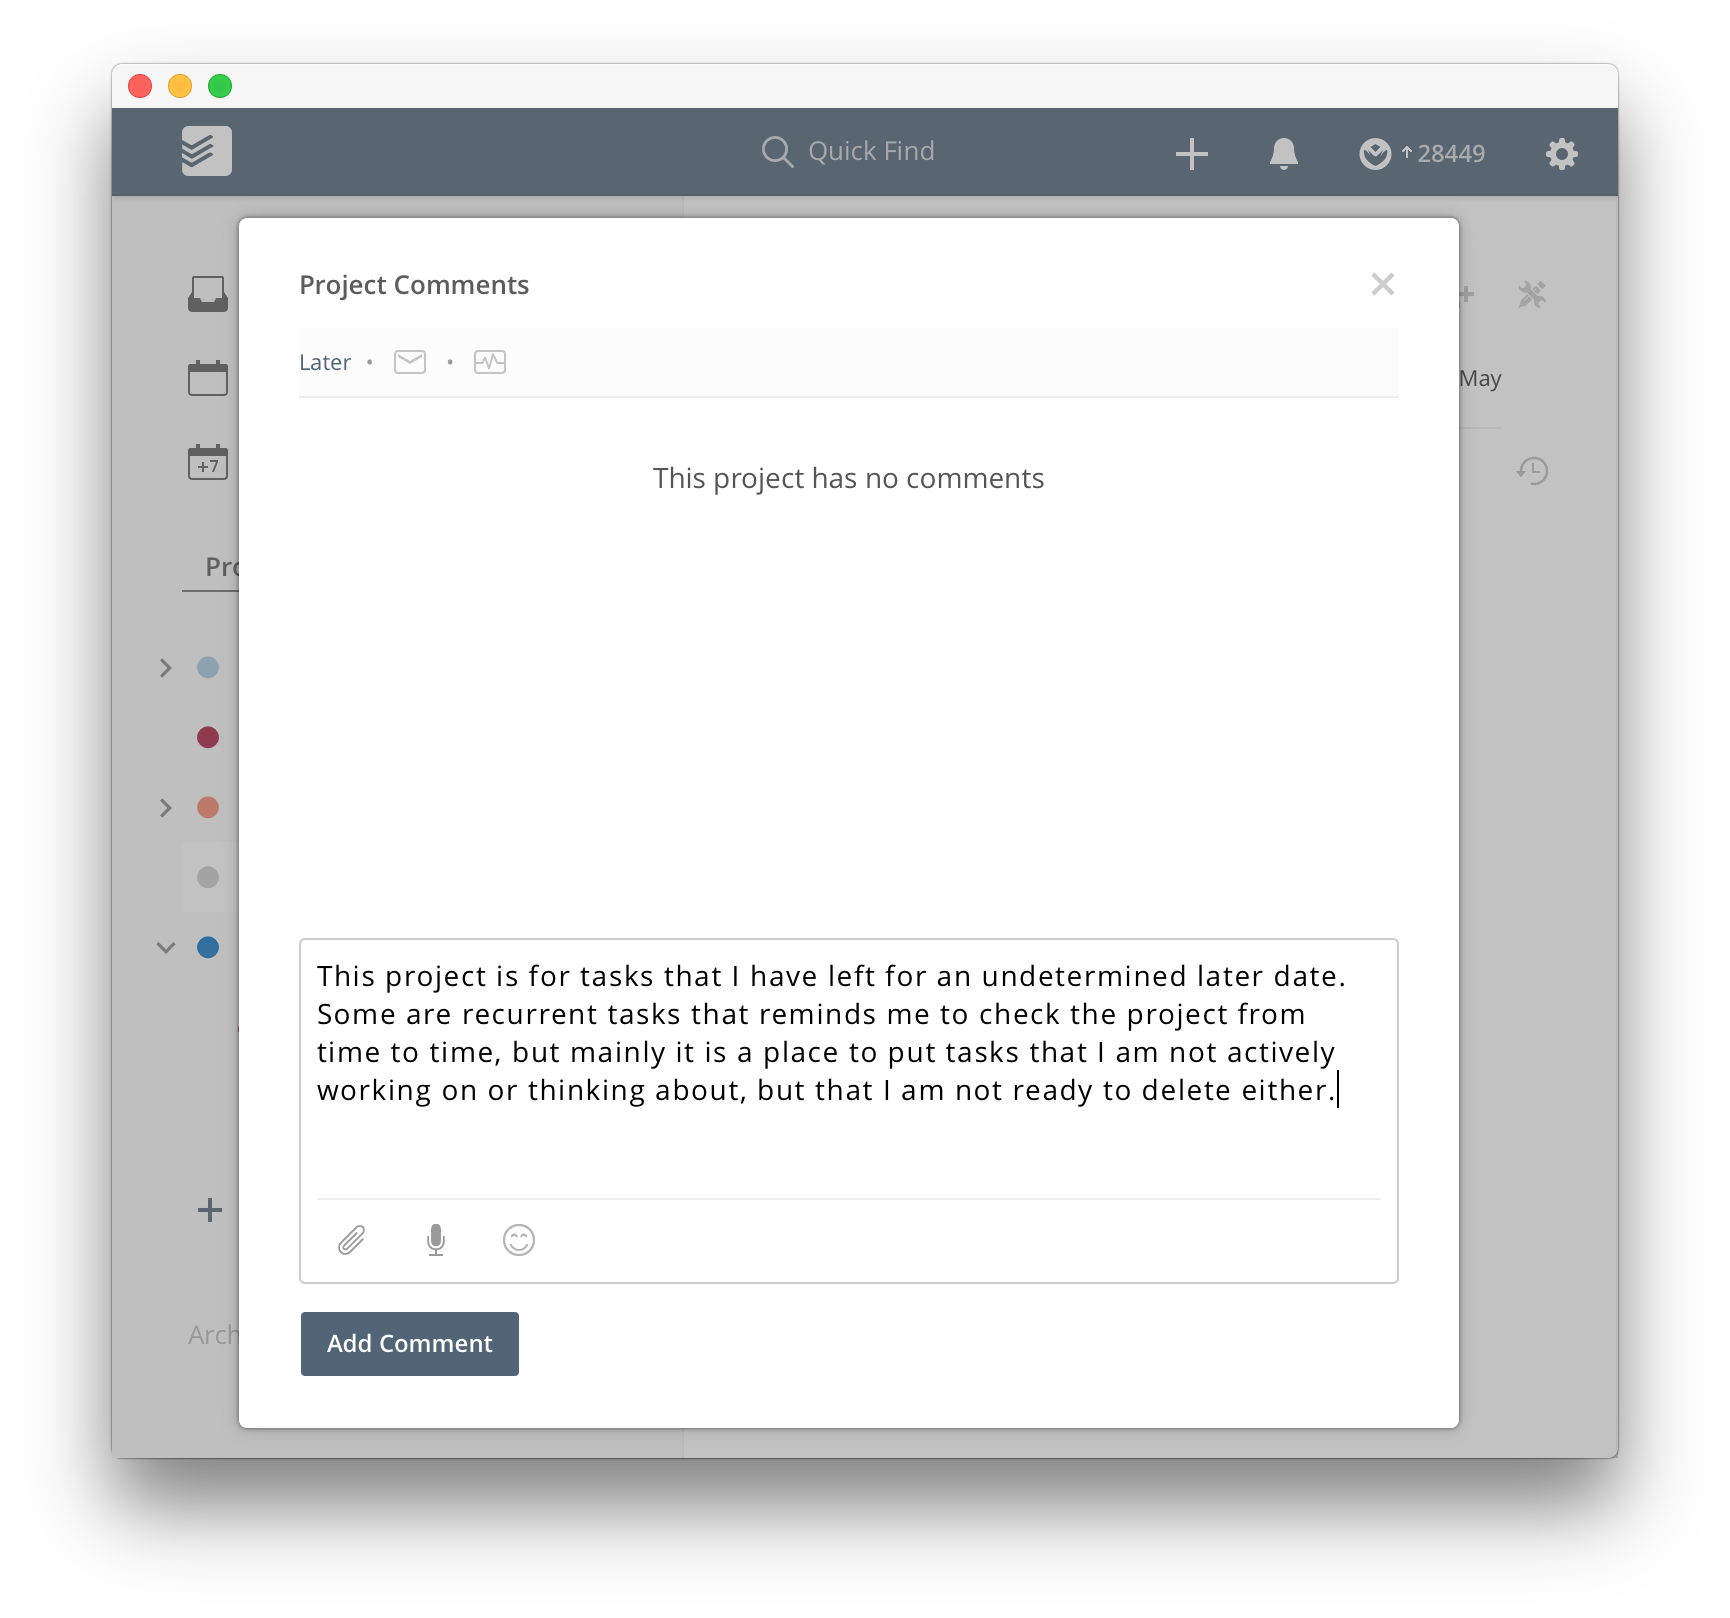 Quick Find
28449
Project Comments
Later
May
+7
This project has no comments
Pro
This project is for tasks that I have left for an undetermined later date.
Some are recurrent tasks that reminds me to check the project from
time to time, but mainly it is a place to put tasks that I am not actively
working on or thinking about, but that I am not ready to delete either.
Arch
Add Comment